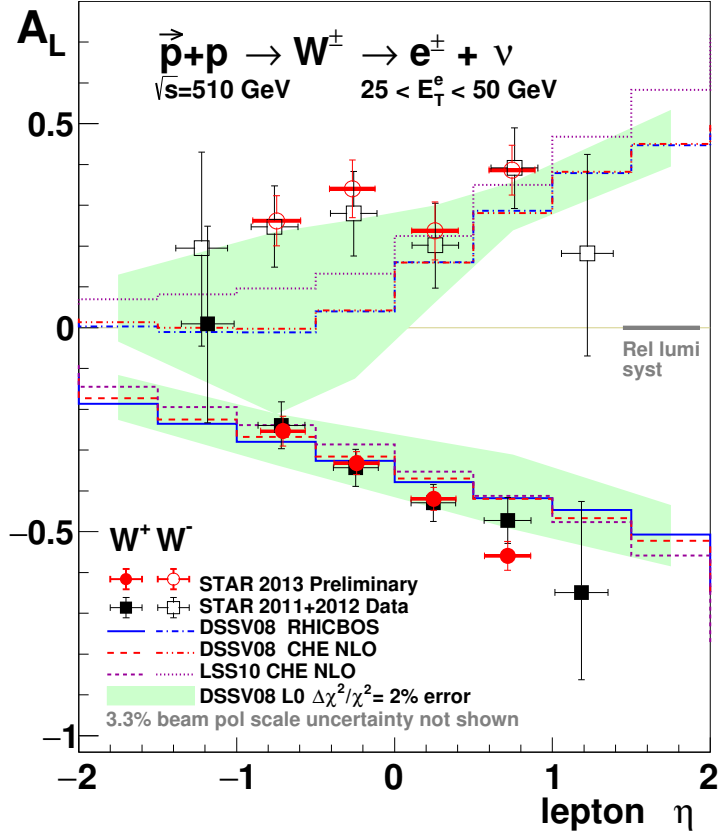 A_L
p⃗+p → W^± → e^± + ν
√s=510 GeV 25 < E_T^e < 50 GeV
0.5
0
Rel lumi
syst
−0.5
W⁺ W⁻
STAR 2013 Preliminary
STAR 2011+2012 Data
DSSV08 RHICBOS
DSSV08 CHE NLO
LSS10 CHE NLO
DSSV08 L0 Δχ²/χ²= 2% error
3.3% beam pol scale uncertainty not shown
−1
−2 −1 0 1 2
lepton η